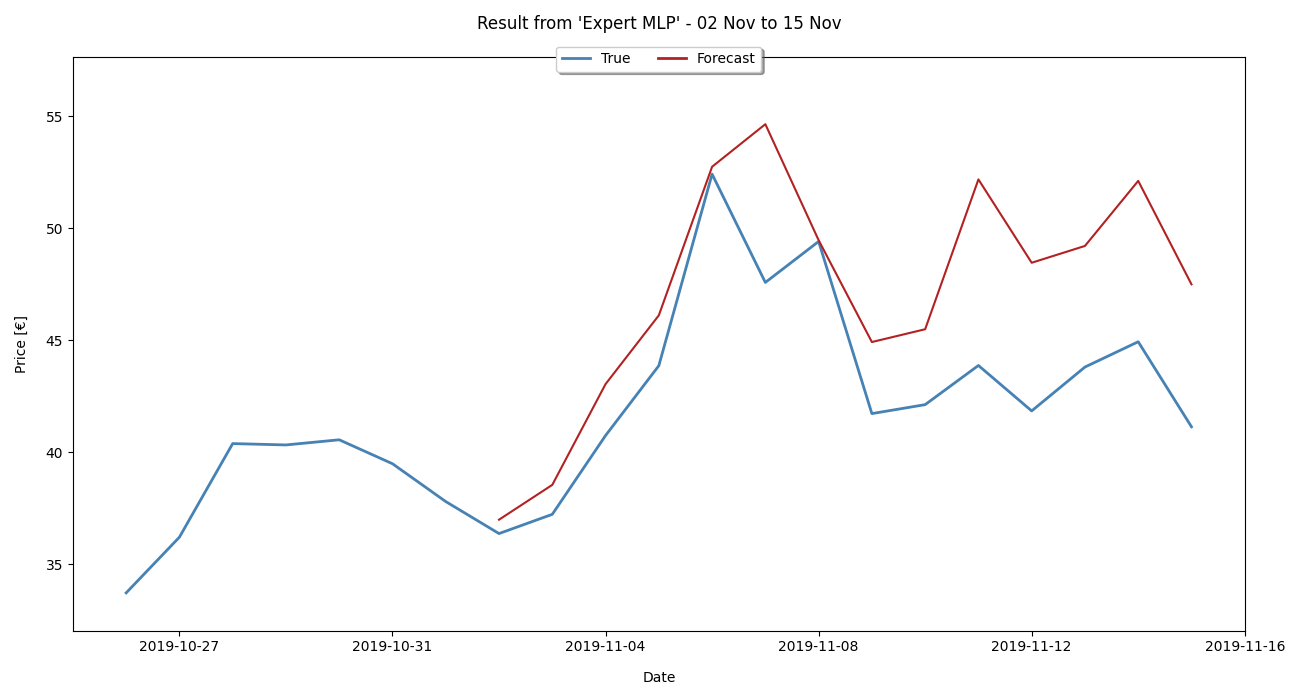 Result from 'Expert MLP' - 02 Nov to 15 Nov
True
Forecast
55
50
45
40
35
Price [€]
2019-10-27
2019-10-31
2019-11-04
2019-11-08
2019-11-12
2019-11-16
Date